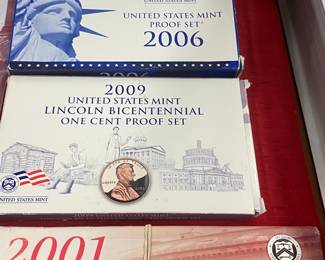 UNITED STATES MINT
PROOF SET
2006
2006
2009
UNITED STATES MINT
LINCOLN BICENTENNIAL
ONE CENT PROOF SET
UNITED STATES MINT
2001